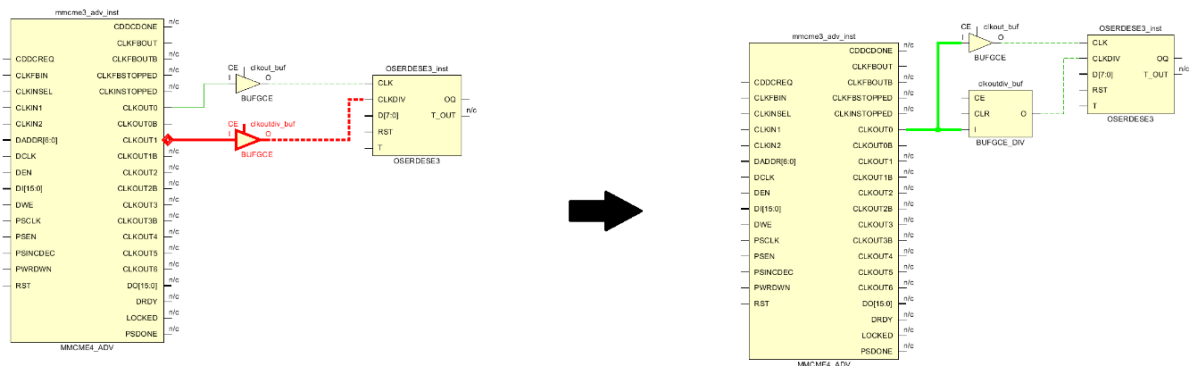 mmcme3_adv_inst
CDDCDONE n/c
CLKFBOUT
CDDCREQ CLKFBOUTB n/c
CLKFBIN CLKFBSTOPPED n/c
CLKINSEL CLKINSTOPPED n/c
CLKIN1 CLKOUT0
CLKIN2 CLKOUT0B n/c
DADDR[6:0] CLKOUT1
DCLK CLKOUT1B n/c
DEN CLKOUT2 n/c
DI[15:0] CLKOUT2B n/c
DWE CLKOUT3 n/c
PSCLK CLKOUT3B n/c
PSEN CLKOUT4 n/c
PSINCDEC CLKOUT5 n/c
PWRDWN CLKOUT6 n/c
RST DO[15:0] n/c
DRDY n/c
LOCKED n/c
PSDONE n/c
MMCME4_ADV
CE clkout_buf
I O
BUFGCE
CE clkoutdiv_buf
I O
BUFGCE
OSERDESE3_inst
CLK
CLKDIV OQ
D[7:0] T_OUT n/c
RST
T
OSERDESE3
mmcme3_adv_inst
CDDCDONE n/c
CLKFBOUT
CDDCREQ CLKFBOUTB n/c
CLKFBIN CLKFBSTOPPED n/c
CLKINSEL CLKINSTOPPED n/c
CLKIN1 CLKOUT0
CLKIN2 CLKOUT0B n/c
DADDR[6:0] CLKOUT1 n/c
DCLK CLKOUT1B n/c
DEN CLKOUT2 n/c
DI[15:0] CLKOUT2B n/c
DWE CLKOUT3 n/c
PSCLK CLKOUT3B n/c
PSEN CLKOUT4 n/c
PSINCDEC CLKOUT5 n/c
PWRDWN CLKOUT6 n/c
RST DO[15:0] n/c
DRDY n/c
LOCKED n/c
PSDONE n/c
MMCME4_ADV
CE clkout_buf
I O
BUFGCE
clkoutdiv_buf
CE
CLR O
I
BUFGCE_DIV
OSERDESE3_inst
CLK
CLKDIV OQ
D[7:0] T_OUT n/c
RST
T
OSERDESE3